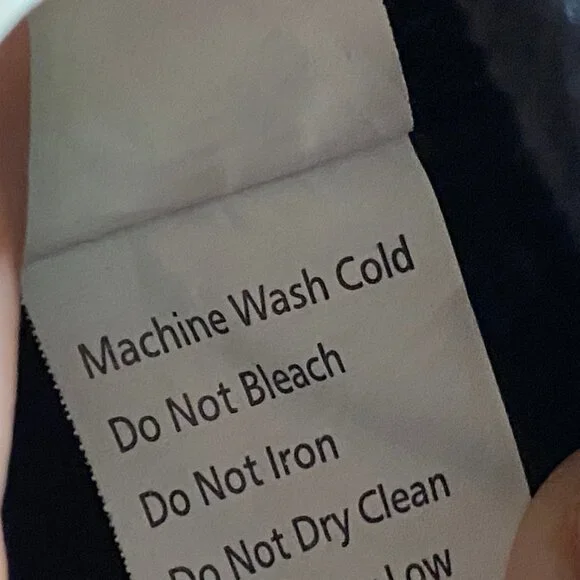 Machine Wash Cold
Do Not Bleach
Do Not Iron
Do Not Dry Clean
Low